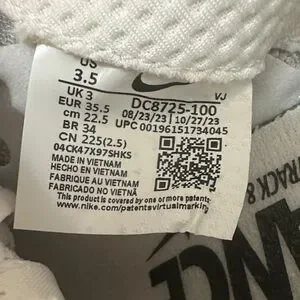 US
3.5
VJ
UK 3
DC8725-100
EUR 35.5
08/23/23 | 10/27/23
cm 22.5
UPC 00196151734045
BR 34
CN 225(2.5)
04CK47X97SHKS
MADE IN VIETNAM
HECHO EN VIETNAM
FABRIQUE AU VIETNAM
FABRICADO NO VIETNÃ
This product is covered by one or more patents.
www.nike.com/patentsvirtualmarking
TRACK &